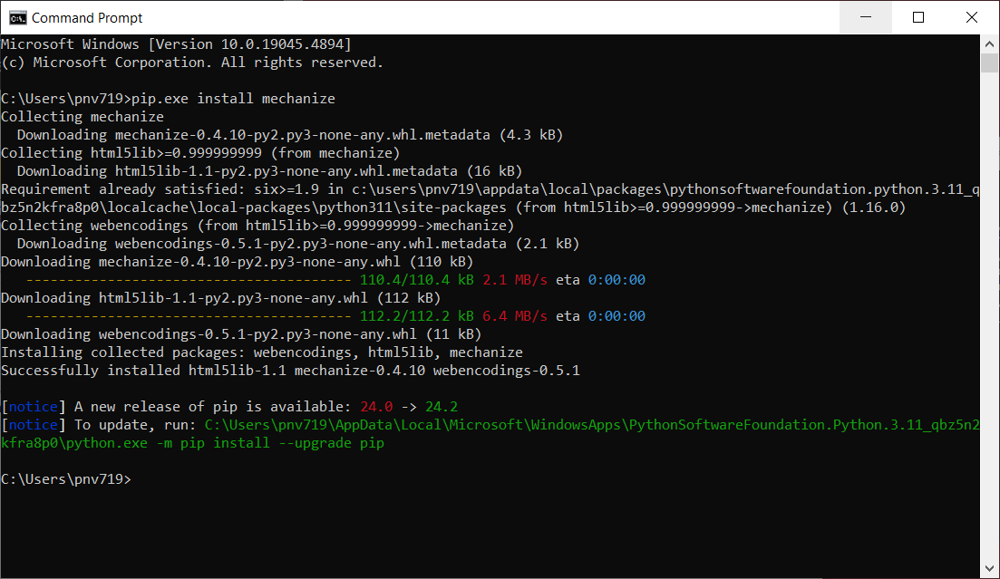 Command Prompt
Microsoft Windows [Version 10.0.19045.4894]
(c) Microsoft Corporation. All rights reserved.
C:\Users\pnv719>pip.exe install mechanize
Collecting mechanize
  Downloading mechanize-0.4.10-py2.py3-none-any.whl.metadata (4.3 kB)
Collecting html5lib>=0.999999999 (from mechanize)
  Downloading html5lib-1.1-py2.py3-none-any.whl.metadata (16 kB)
Requirement already satisfied: six>=1.9 in c:\users\pnv719\appdata\local\packages\pythonsoftwarefoundation.python.3.11_q
bz5n2kfra8p0\localcache\local-packages\python311\site-packages (from html5lib>=0.999999999->mechanize) (1.16.0)
Collecting webencodings (from html5lib>=0.999999999->mechanize)
  Downloading webencodings-0.5.1-py2.py3-none-any.whl.metadata (2.1 kB)
Downloading mechanize-0.4.10-py2.py3-none-any.whl (110 kB)
   ---------------------------------------- 110.4/110.4 kB 2.1 MB/s eta 0:00:00
Downloading html5lib-1.1-py2.py3-none-any.whl (112 kB)
   ---------------------------------------- 112.2/112.2 kB 6.4 MB/s eta 0:00:00
Downloading webencodings-0.5.1-py2.py3-none-any.whl (11 kB)
Installing collected packages: webencodings, html5lib, mechanize
Successfully installed html5lib-1.1 mechanize-0.4.10 webencodings-0.5.1
[notice] A new release of pip is available: 24.0 -> 24.2
[notice] To update, run: C:\Users\pnv719\AppData\Local\Microsoft\WindowsApps\PythonSoftwareFoundation.Python.3.11_qbz5n2
kfra8p0\python.exe -m pip install --upgrade pip
C:\Users\pnv719>